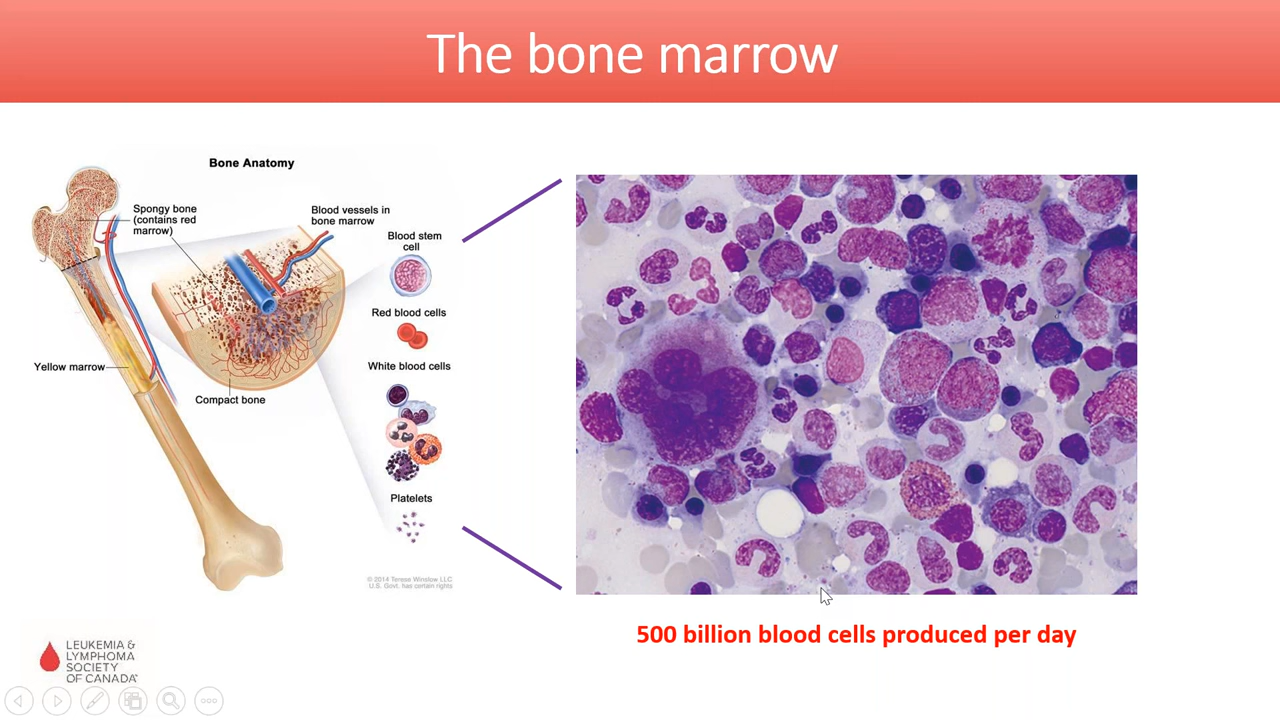 The bone marrow
Bone Anatomy
Spongy bone
(contains red
marrow)
Blood vessels in
bone marrow
Blood stem
cell
Red blood cells
White blood cells
Yellow marrow
Compact bone
Platelets
© 2014 Terese Winslow LLC
U.S. Govt. has certain rights
500 billion blood cells produced per day
LEUKEMIA &
LYMPHOMA
SOCIETY
OF CANADA